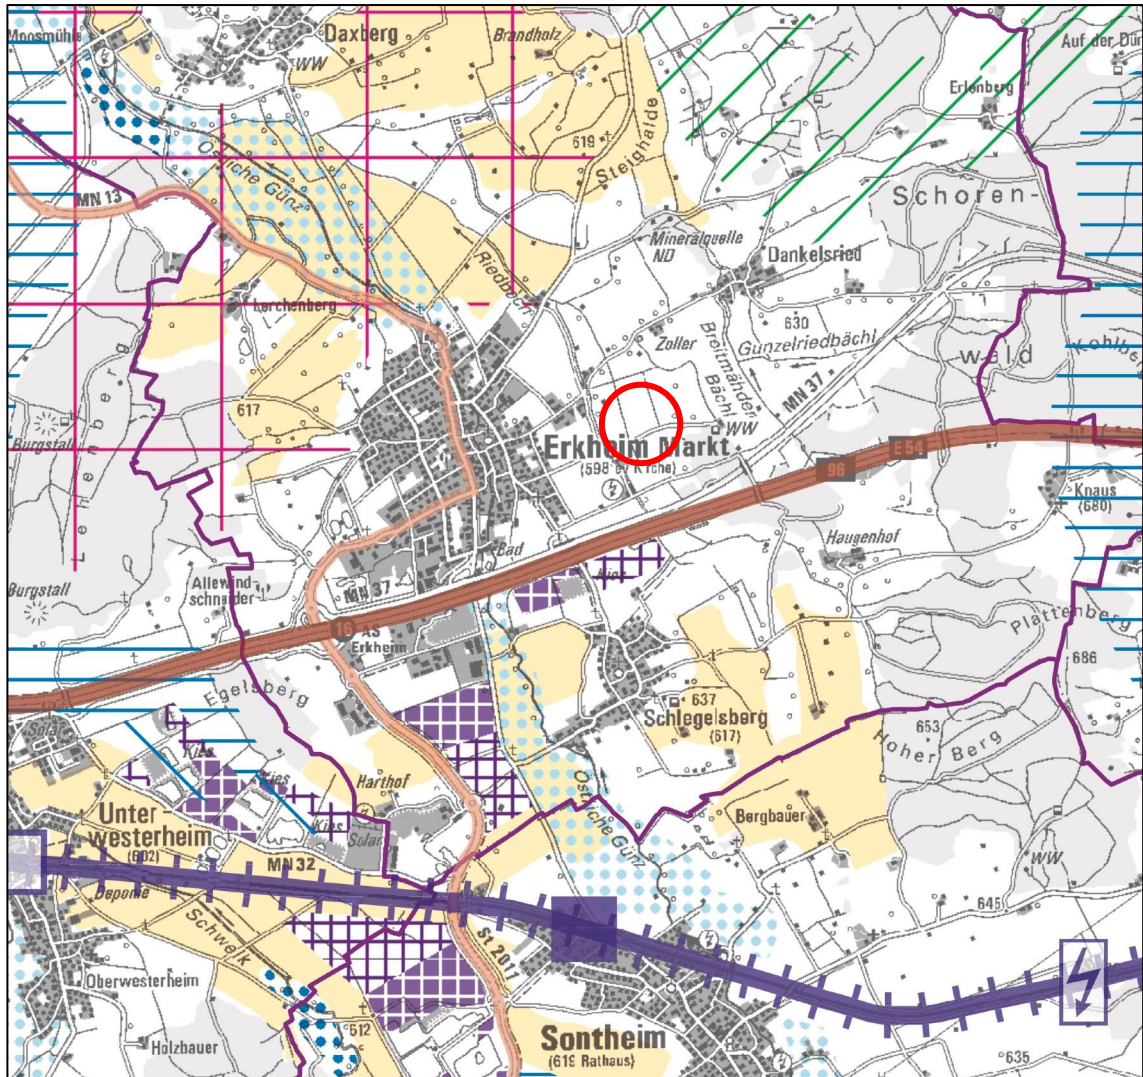 Moosmühle
Daxberg
WW
Brandholz
Auf der Dür
Erlenberg
619
Steighalde
Östliche Günz
MN 13
Schoren-
Mineralquelle
ND
Dankelsried
Riedbach
Lerchenberg
630
Zoller
Günzelriedbächl
Breitmähder
Bächl
wald
MN 37
617
Burgstall
Lehenberg
WW
Erkheim Markt
(598 ev Kirche)
E 54
96
Knaus
(680)
Haugenhof
Bad
Kies
Burgstall
Allewind-
schneider
MN 37
16
AS
Erkheim
Plattenberg
686
Egelsberg
637
Schlegelsberg
(617)
653
Hoher Berg
Solar
Kies
Kies
Harthof
Unter
westerheim
(602)
Kies
Solar
Östliche Günz
Bergbauer
MN 32
WW
Deponie
645
Schwelk
St 2011
Oberwesterheim
612
Holzbauer
Sontheim
(619 Rathaus)
635